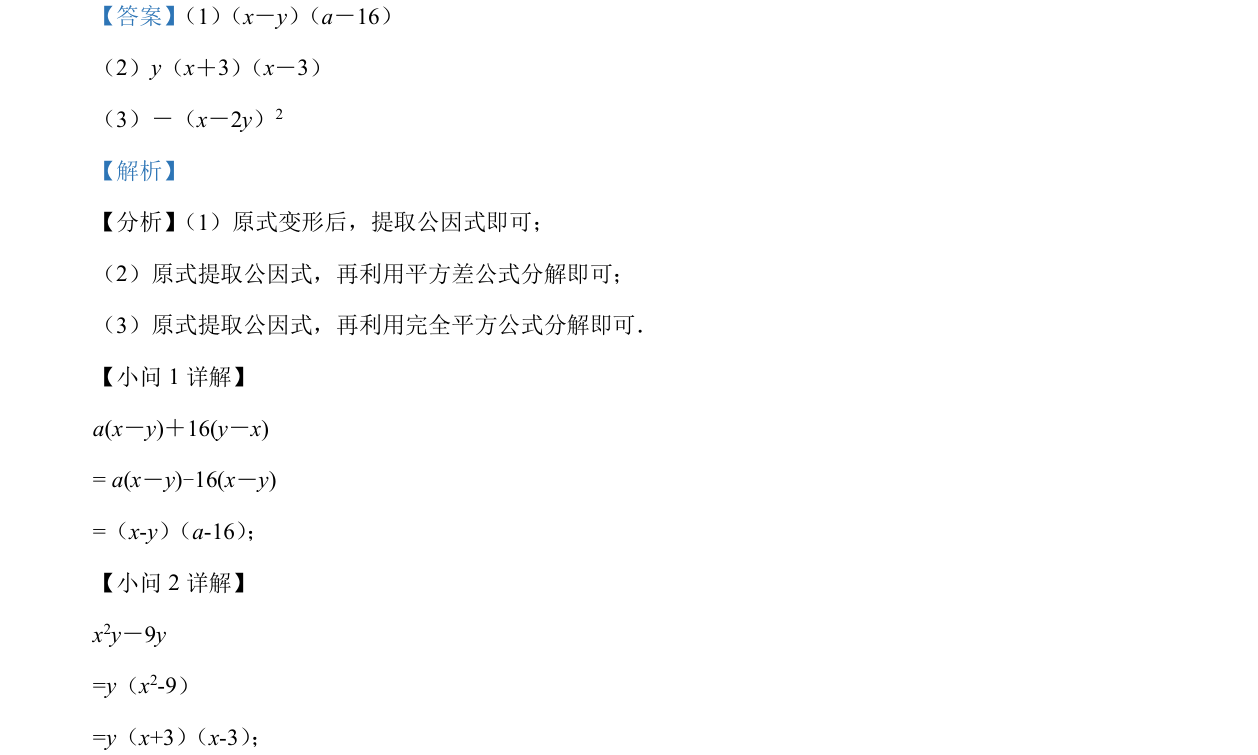 【答案】（1）（x－y）（a－16）
（2）y（x＋3）（x－3）
（3）－（x－2y）²
【解析】
【分析】（1）原式变形后，提取公因式即可；
（2）原式提取公因式，再利用平方差公式分解即可；
（3）原式提取公因式，再利用完全平方公式分解即可．
【小问 1 详解】
a(x－y)＋16(y－x)
= a(x－y)-16(x－y)
=（x-y）（a-16）；
【小问 2 详解】
x²y－9y
=y（x²-9）
=y（x+3）（x-3）；